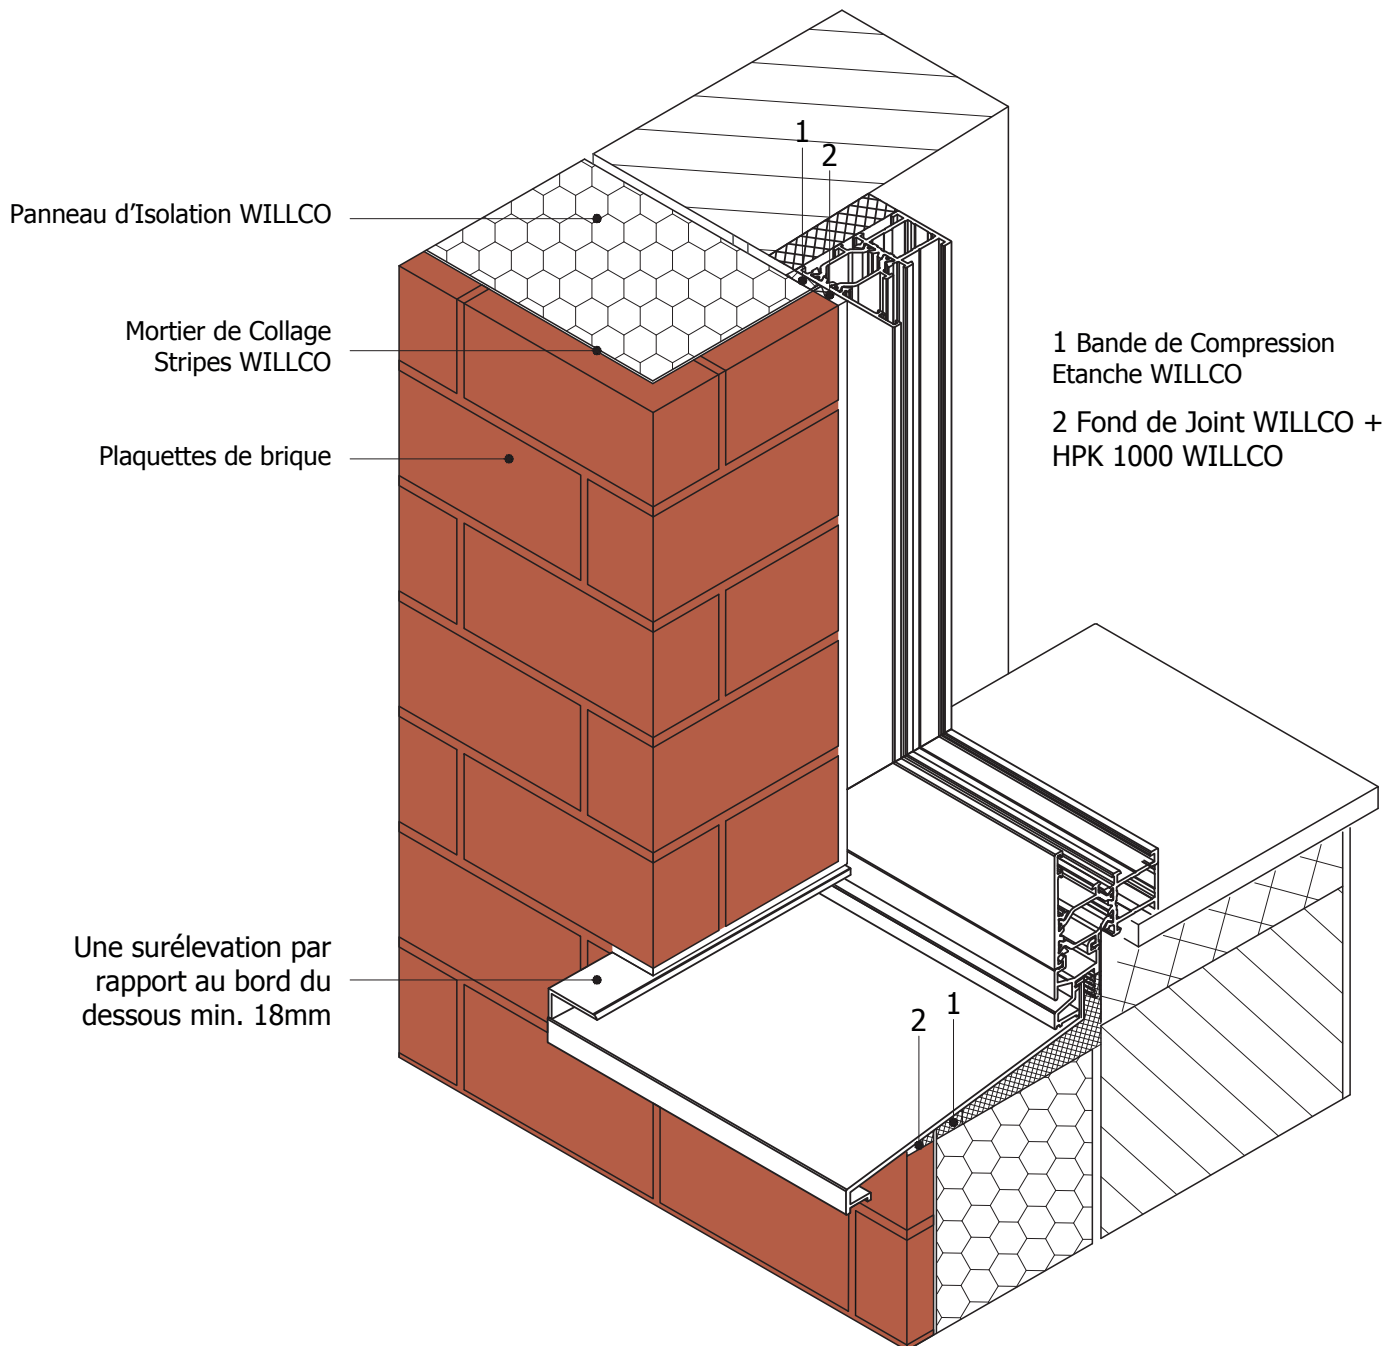 1
2
Panneau d'Isolation WILLCO
Mortier de Collage
Stripes WILLCO
1 Bande de Compression
Etanche WILLCO
2 Fond de Joint WILLCO +
HPK 1000 WILLCO
Plaquettes de brique
Une surélevation par
rapport au bord du
dessous min. 18mm
2
1